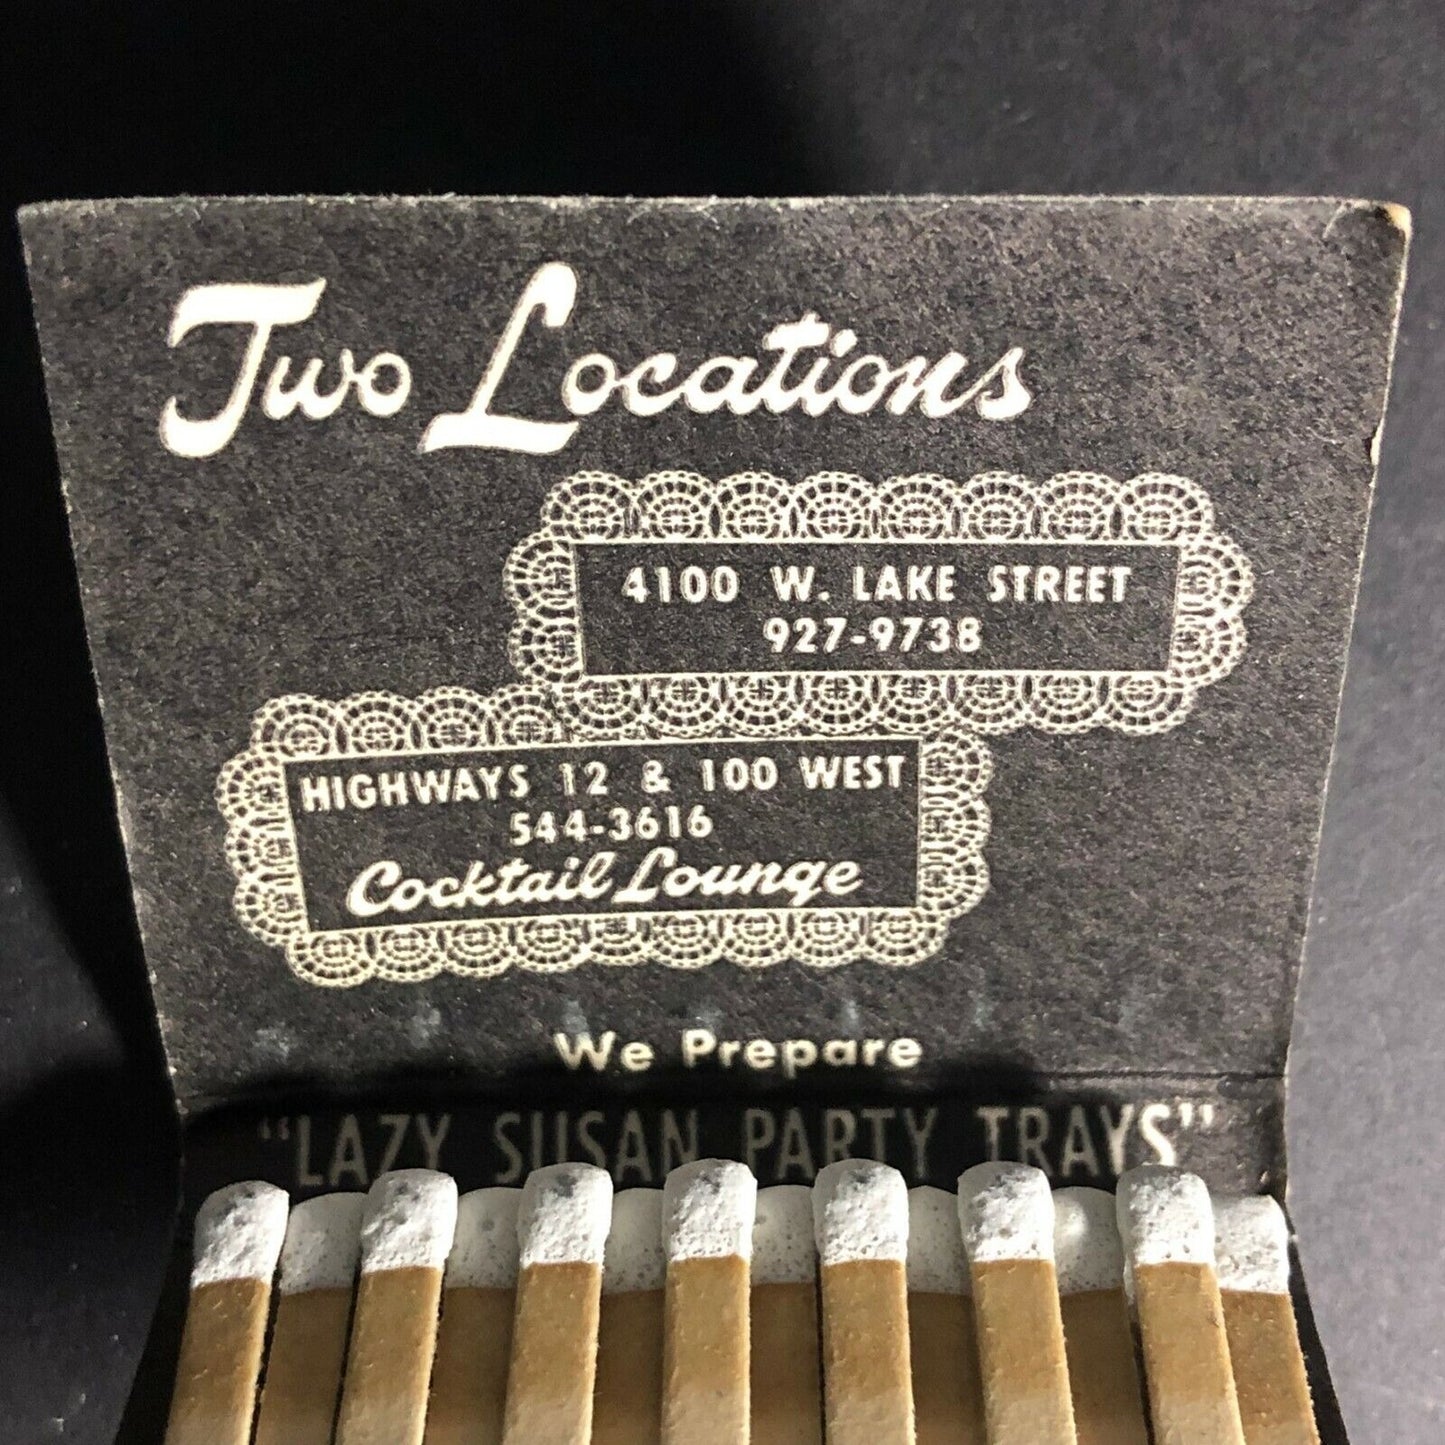 Two Locations
4100 W. LAKE STREET
927-9738
HIGHWAYS 12 & 100 WEST
544-3616
Cocktail Lounge
We Prepare
"LAZY SUSAN PARTY TRAYS"